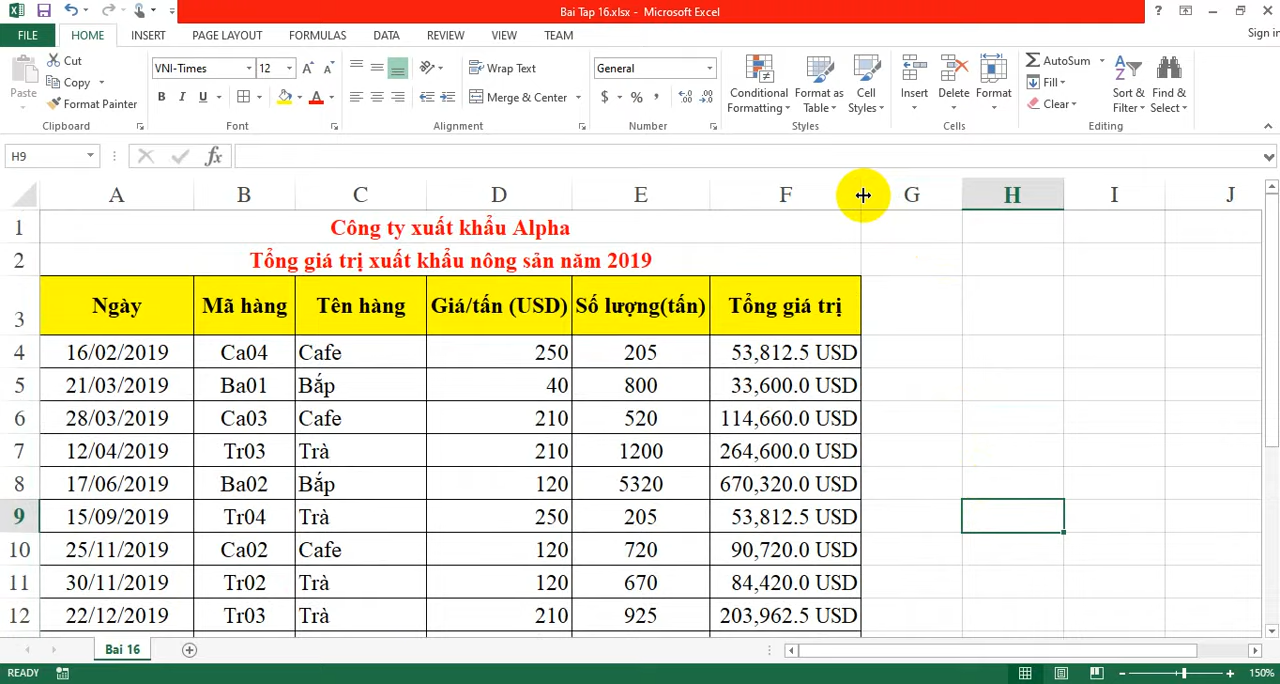 Bai Tap 16.xlsx - Microsoft Excel
?
FILE HOME INSERT PAGE LAYOUT FORMULAS DATA REVIEW VIEW TEAM Sign in
Paste Cut Copy Format Painter Clipboard
VNI-Times 12 B I U A Font
Wrap Text Merge & Center Alignment
General $ % , Number
Conditional Formatting Format as Table Cell Styles Styles
Insert Delete Format Cells
AutoSum Fill Clear Sort & Filter Find & Select Editing
H9 fx
A B C D E F G H I J
1 Công ty xuất khẩu Alpha
2 Tổng giá trị xuất khẩu nông sản năm 2019
3 Ngày Mã hàng Tên hàng Giá/tấn (USD) Số lượng(tấn) Tổng giá trị
4 16/02/2019 Ca04 Cafe 250 205 53,812.5 USD
5 21/03/2019 Ba01 Bắp 40 800 33,600.0 USD
6 28/03/2019 Ca03 Cafe 210 520 114,660.0 USD
7 12/04/2019 Tr03 Trà 210 1200 264,600.0 USD
8 17/06/2019 Ba02 Bắp 120 5320 670,320.0 USD
9 15/09/2019 Tr04 Trà 250 205 53,812.5 USD
10 25/11/2019 Ca02 Cafe 120 720 90,720.0 USD
11 30/11/2019 Tr02 Trà 120 670 84,420.0 USD
12 22/12/2019 Tr03 Trà 210 925 203,962.5 USD
Bai 16
READY 150%